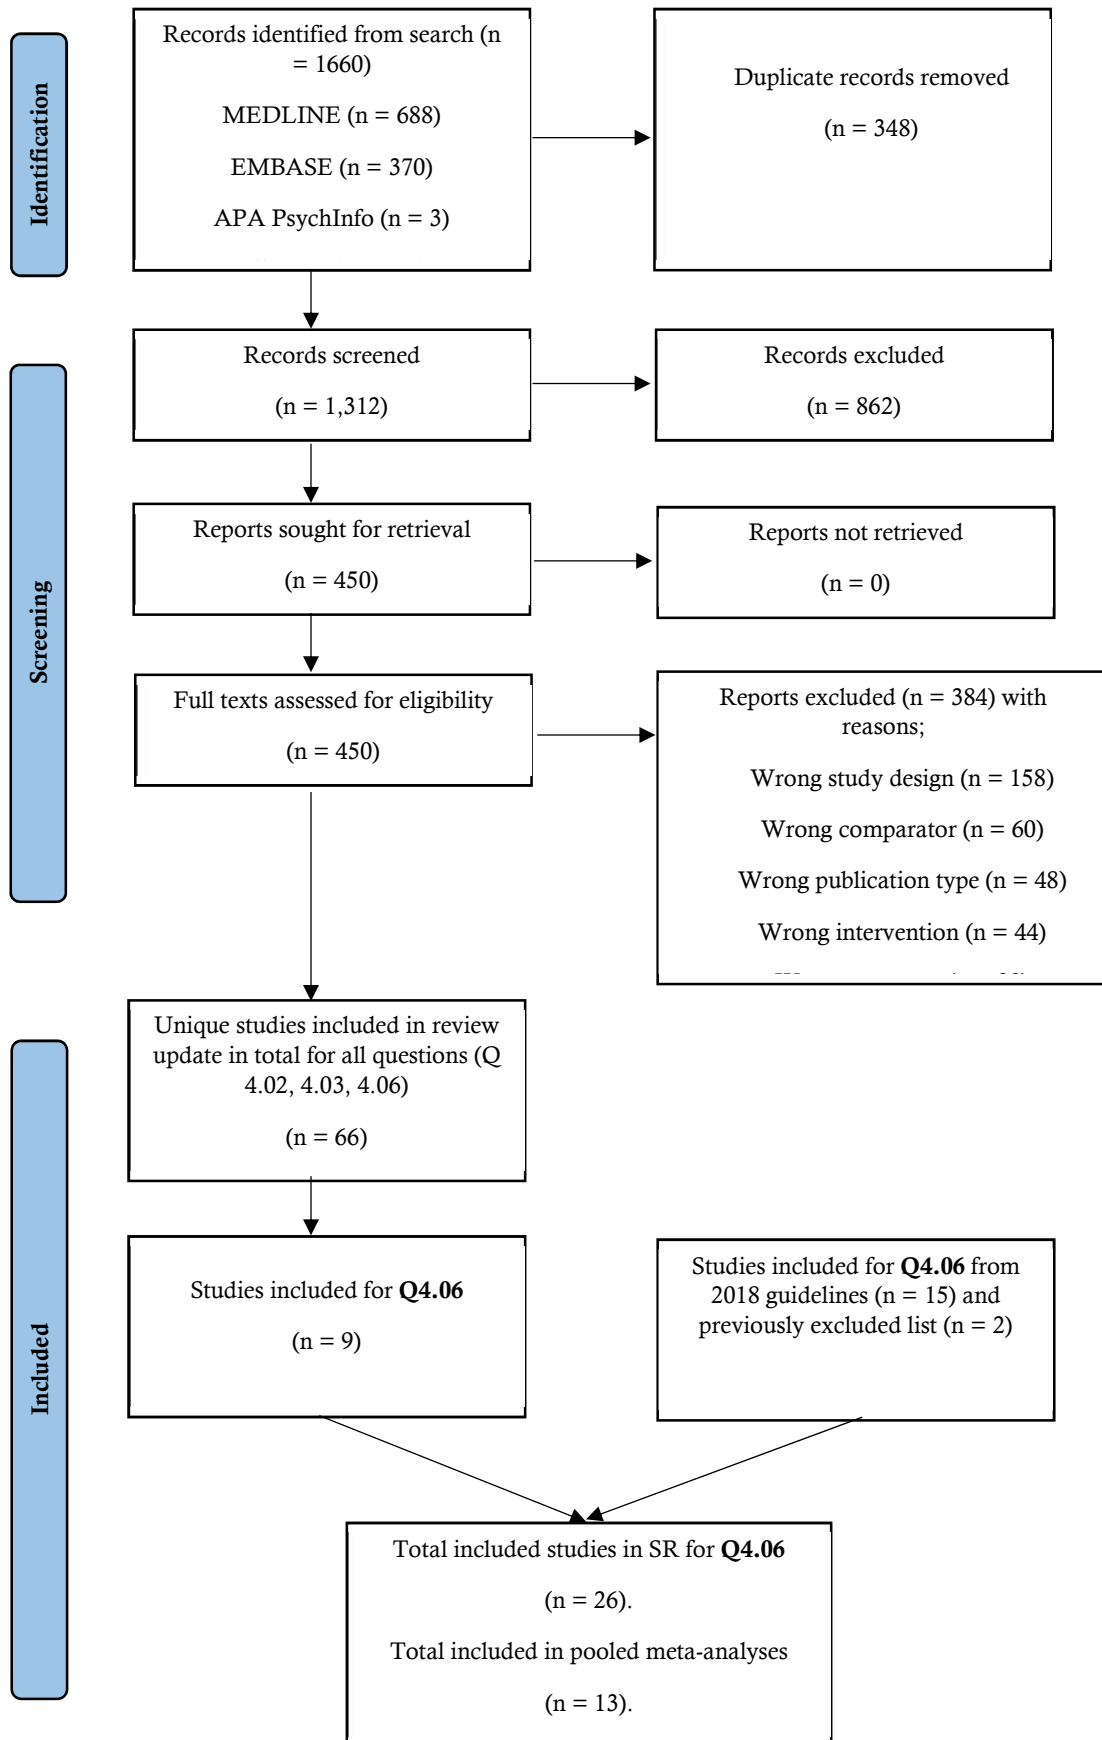 Identification
Records identified from search (n
= 1660)
MEDLINE (n = 688)
EMBASE (n = 370)
APA PsychInfo (n = 3)
Duplicate records removed
(n = 348)
Screening
Records screened
(n = 1,312)
Records excluded
(n = 862)
Reports sought for retrieval
(n = 450)
Reports not retrieved
(n = 0)
Full texts assessed for eligibility
(n = 450)
Reports excluded (n = 384) with
reasons;
Wrong study design (n = 158)
Wrong comparator (n = 60)
Wrong publication type (n = 48)
Wrong intervention (n = 44)
Included
Unique studies included in review
update in total for all questions (Q
4.02, 4.03, 4.06)
(n = 66)
Studies included for Q4.06
(n = 9)
Studies included for Q4.06 from
2018 guidelines (n = 15) and
previously excluded list (n = 2)
Total included studies in SR for Q4.06
(n = 26).
Total included in pooled meta-analyses
(n = 13).